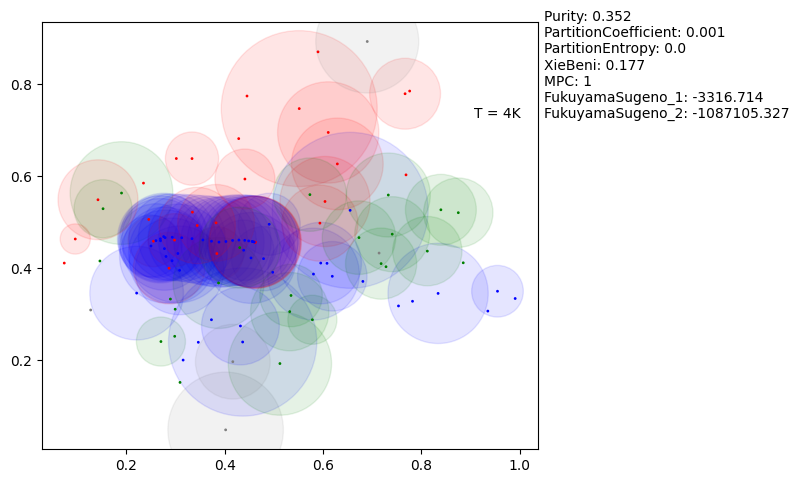 Purity: 0.352
PartitionCoefficient: 0.001
PartitionEntropy: 0.0
XieBeni: 0.177
MPC: 1
FukuyamaSugeno_1: -3316.714
FukuyamaSugeno_2: -1087105.327
T = 4K
0.8
0.6
0.4
0.2
0.2 0.4 0.6 0.8 1.0